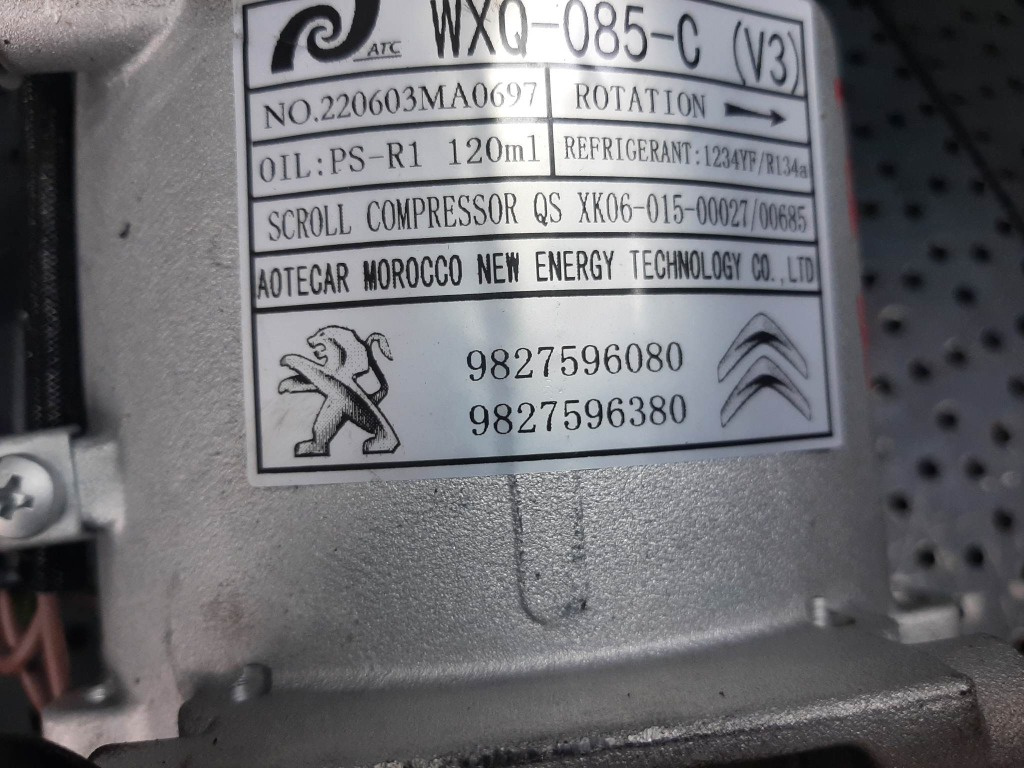 ATC WXQ-085-C (V3)
NO.220603MA0697 ROTATION
OIL:PS-R1 120ml REFRIGERANT:1234YF/R134a
SCROLL COMPRESSOR QS XK06-015-00027/00685
AOTECAR MOROCCO NEW ENERGY TECHNOLOGY CO.,LTD
9827596080
9827596380